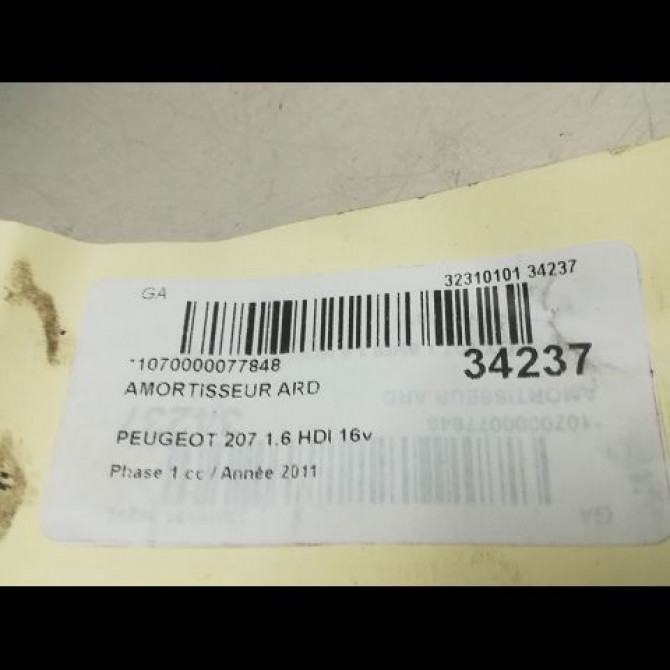 GA
32310101 34237
*1070000077848
34237
AMORTISSEUR ARD
PEUGEOT 207 1.6 HDI 16v
Phase 1 cc / Année 2011